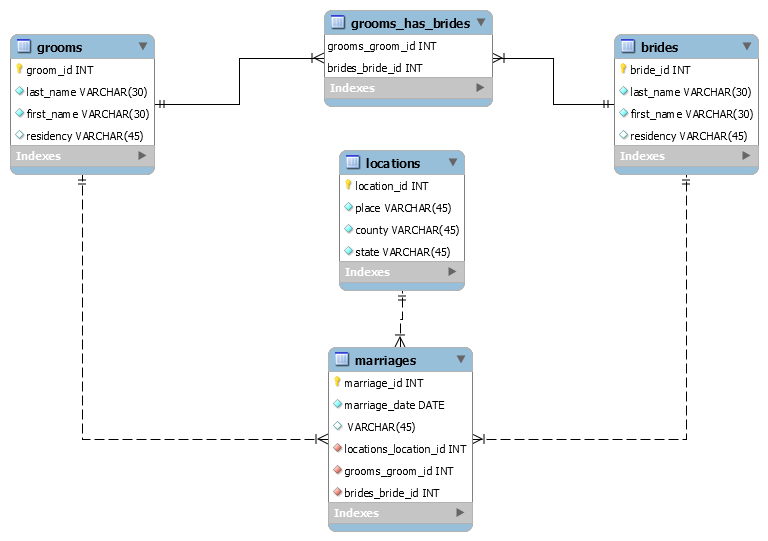 grooms_has_brides
grooms_groom_id INT
brides_bride_id INT
Indexes
grooms
groom_id INT
last_name VARCHAR(30)
first_name VARCHAR(30)
residency VARCHAR(45)
Indexes
brides
bride_id INT
last_name VARCHAR(30)
first_name VARCHAR(30)
residency VARCHAR(45)
Indexes
locations
location_id INT
place VARCHAR(45)
county VARCHAR(45)
state VARCHAR(45)
Indexes
marriages
marriage_id INT
marriage_date DATE
VARCHAR(45)
locations_location_id INT
grooms_groom_id INT
brides_bride_id INT
Indexes